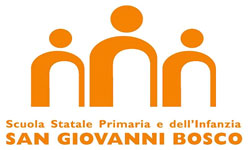 Scuola Statale Primaria e dell'Infanzia
SAN GIOVANNI BOSCO